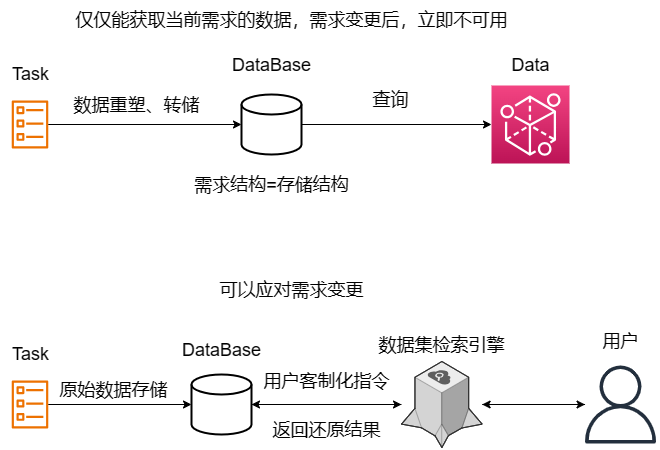 仅仅能获取当前需求的数据，需求变更后，立即不可用
Task
DataBase
Data
数据重塑、转储
查询
需求结构=存储结构
可以应对需求变更
Task
DataBase
数据集检索引擎
用户
原始数据存储
用户客制化指令
返回还原结果